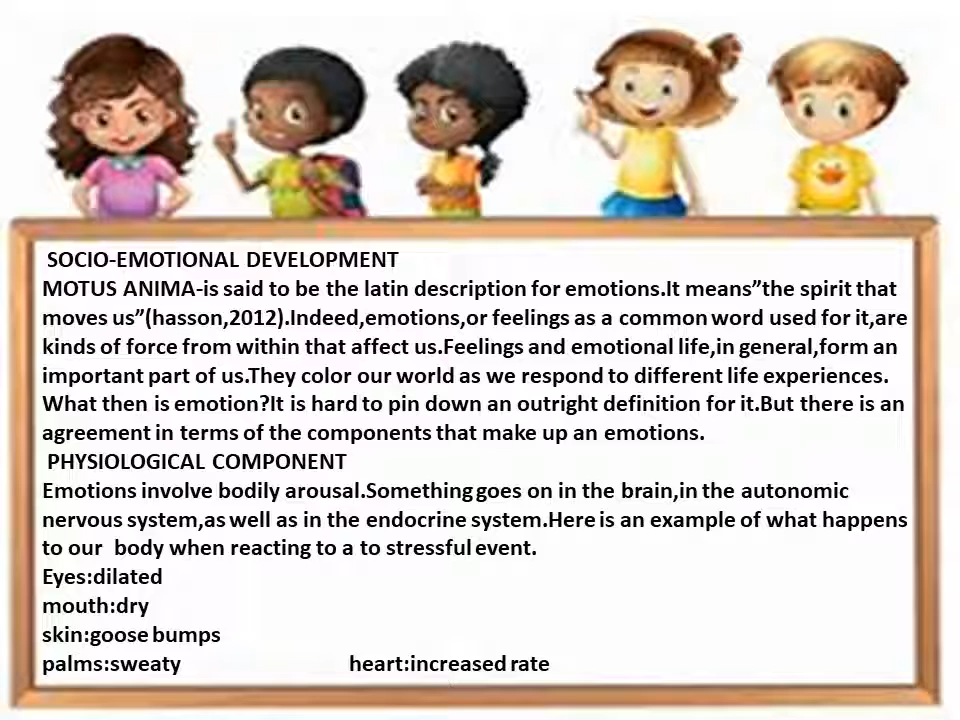 SOCIO-EMOTIONAL DEVELOPMENT
MOTUS ANIMA-is said to be the latin description for emotions.It means”the spirit that
moves us”(hasson,2012).Indeed,emotions,or feelings as a common word used for it,are
kinds of force from within that affect us.Feelings and emotional life,in general,form an
important part of us.They color our world as we respond to different life experiences.
What then is emotion?It is hard to pin down an outright definition for it.But there is an
agreement in terms of the components that make up an emotions.
PHYSIOLOGICAL COMPONENT
Emotions involve bodily arousal.Something goes on in the brain,in the autonomic
nervous system,as well as in the endocrine system.Here is an example of what happens
to our body when reacting to a to stressful event.
Eyes:dilated
mouth:dry
skin:goose bumps
palms:sweaty heart:increased rate